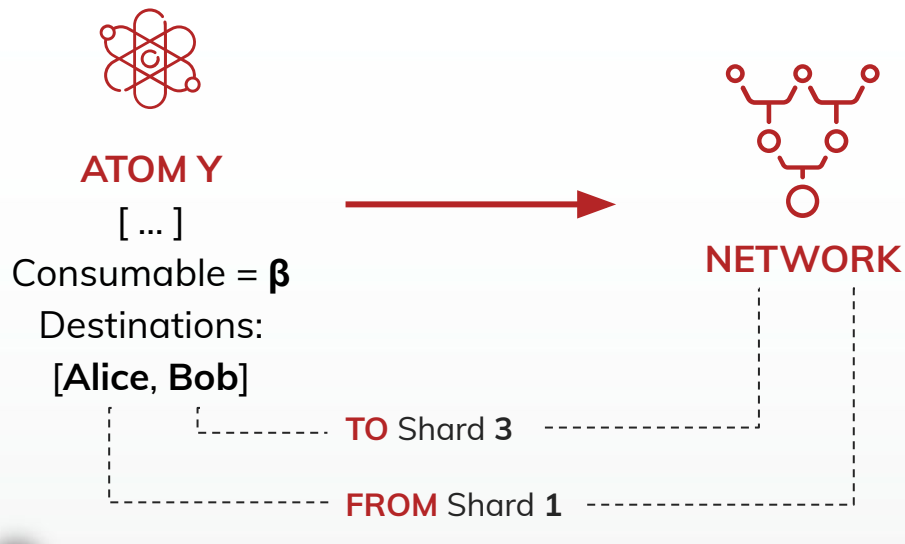 ATOM Y
[ ... ]
Consumable = β
Destinations:
[Alice, Bob]
NETWORK
TO Shard 3
FROM Shard 1